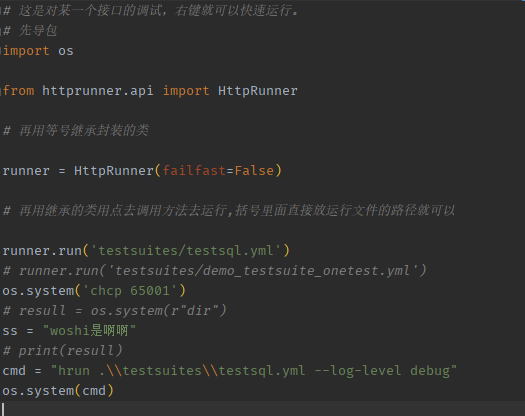 # 这是对某一个接口的调试，右键就可以快速运行。
# 先导包
import os
from httprunner.api import HttpRunner
# 再用等号继承封装的类
runner = HttpRunner(failfast=False)
# 再用继承的类用点去调用方法去运行,括号里面直接放运行文件的路径就可以
runner.run('testsuites/testsql.yml')
# runner.run('testsuites/demo_testsuite_onetest.yml')
os.system('chcp 65001')
# resull = os.system(r"dir")
ss = "woshi是啊啊"
# print(resull)
cmd = "hrun .\\testsuites\\testsql.yml --log-level debug"
os.system(cmd)